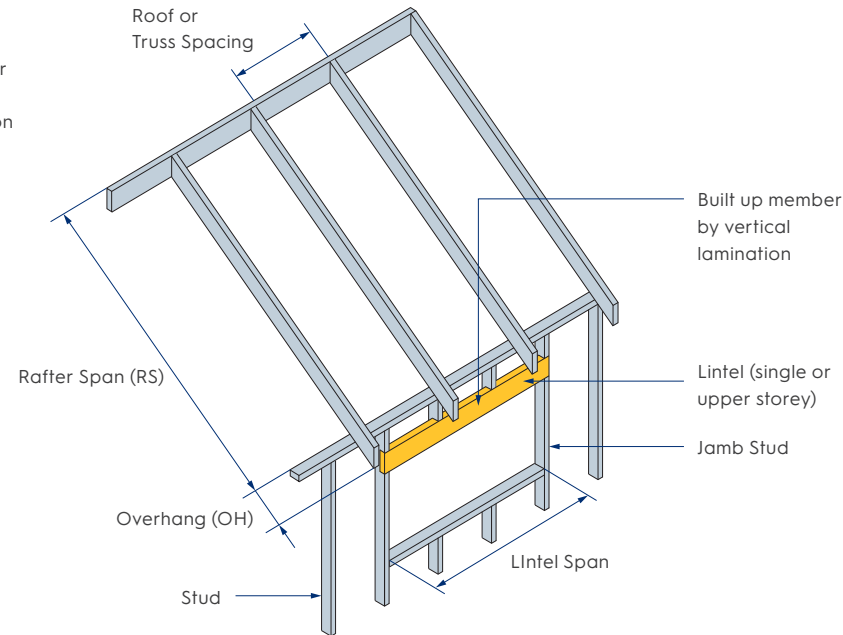 Roof or
Truss Spacing
r
on
Built up member
by vertical
lamination
Rafter Span (RS)
Lintel (single or
upper storey)
Jamb Stud
Overhang (OH)
LIntel Span
Stud